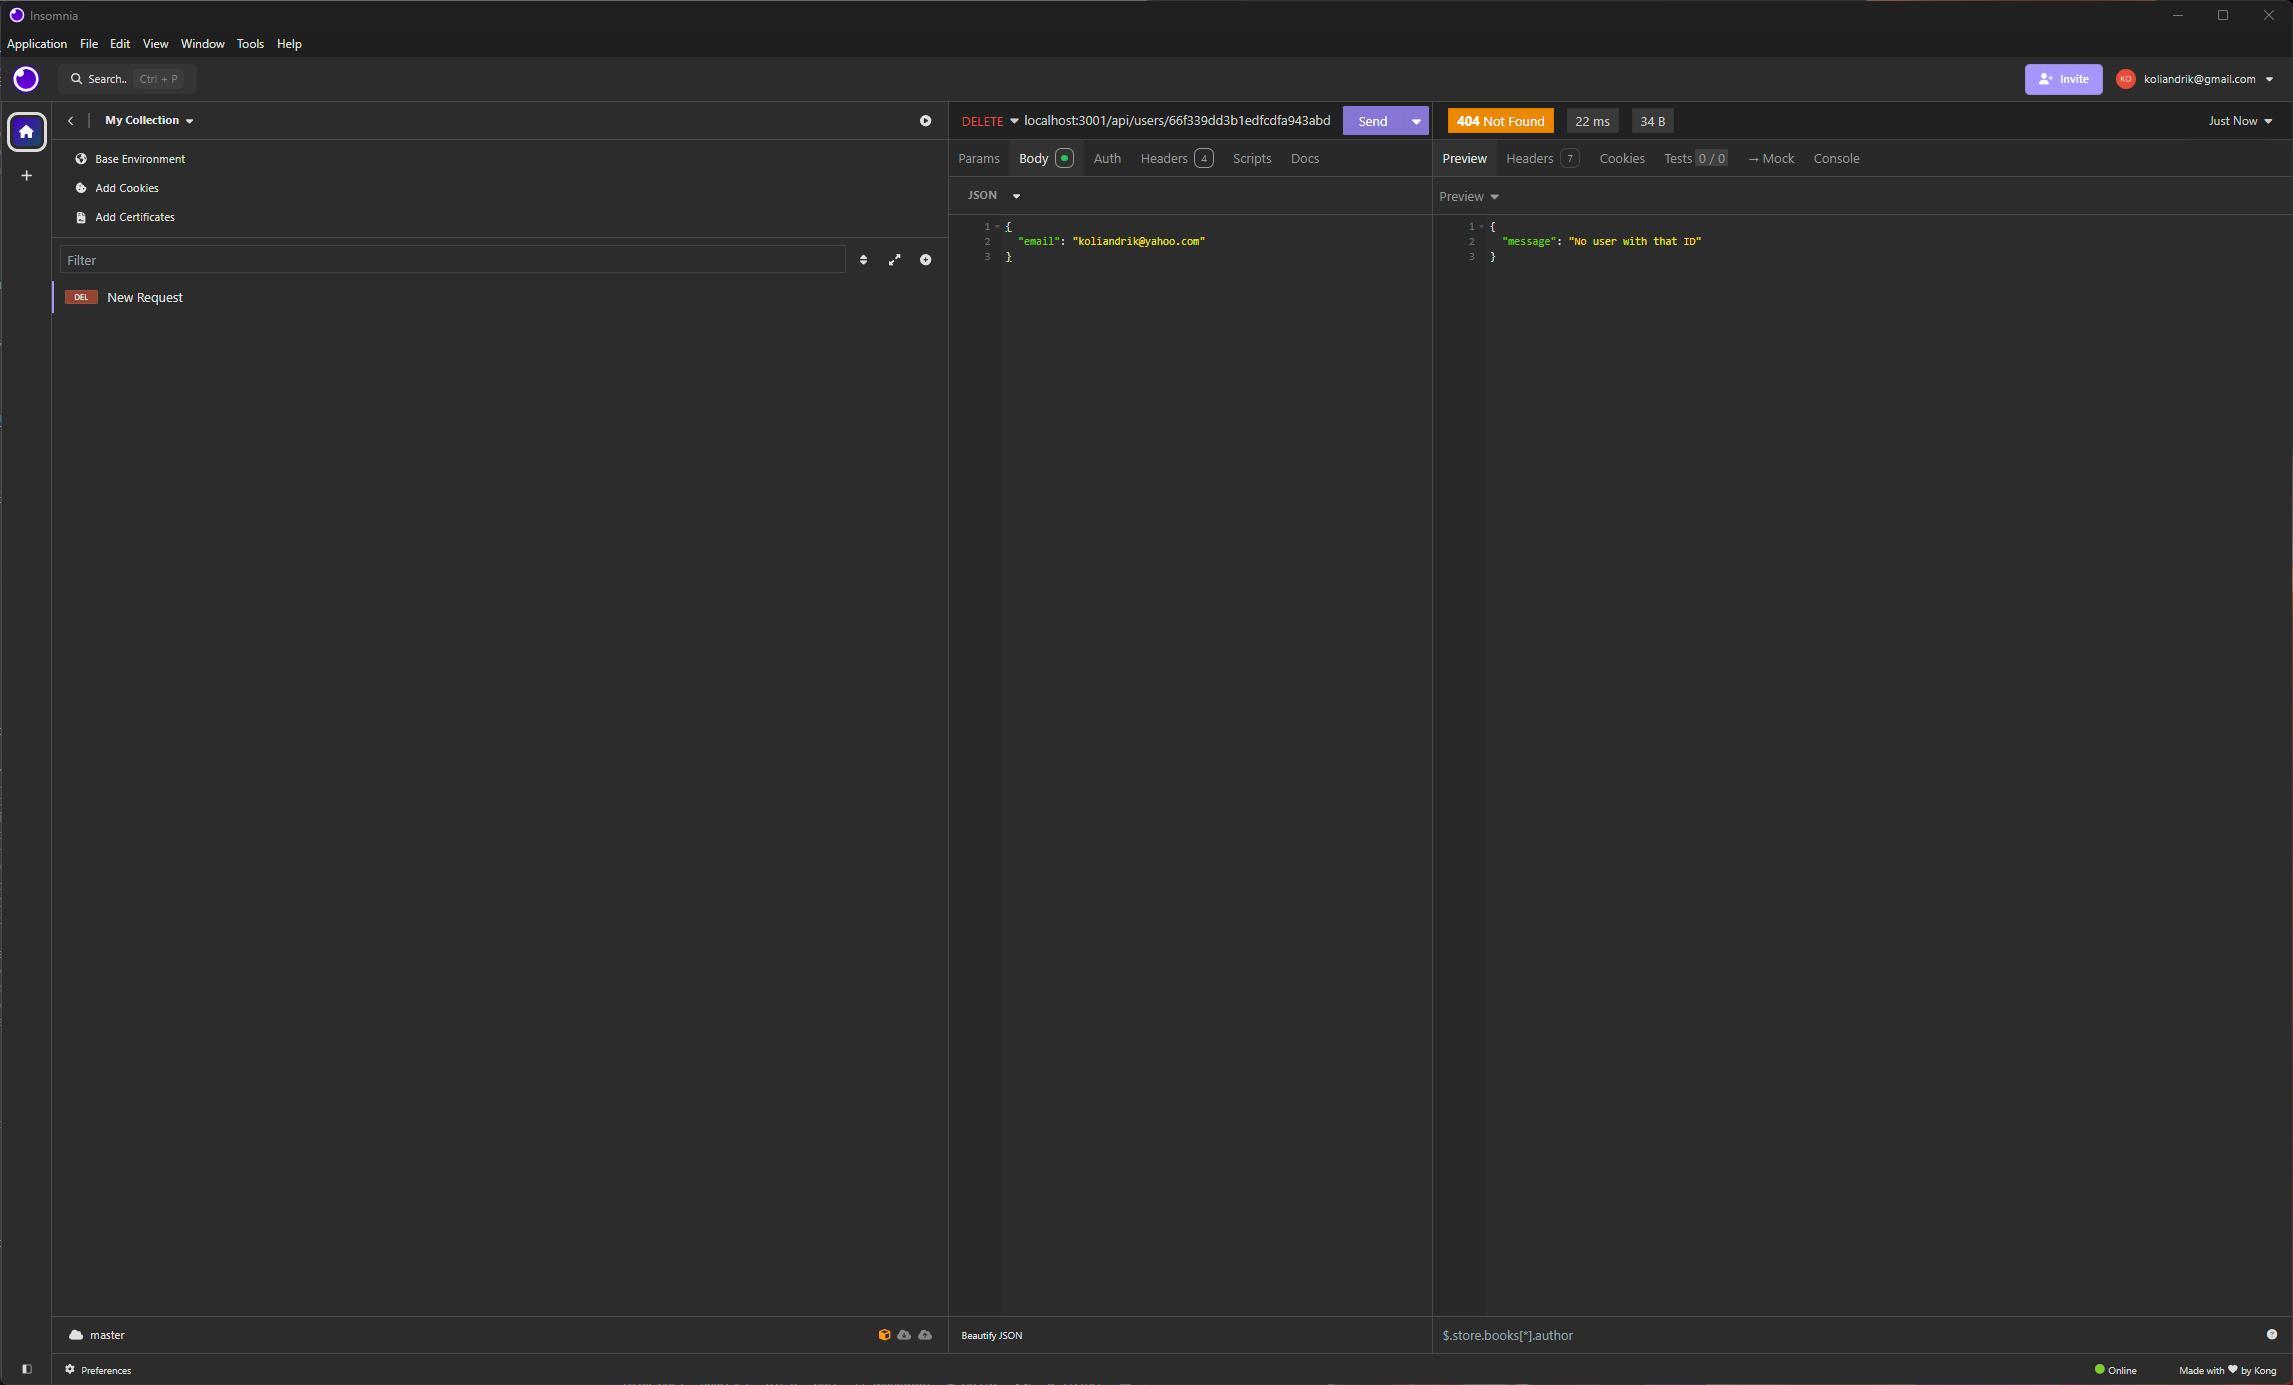 Insomnia
Application File Edit View Window Tools Help
Search.. Ctrl + P
Invite KO koliandrik@gmail.com
My Collection
DELETE localhost:3001/api/users/66f339dd3b1edfcdfa943abd Send
404 Not Found 22 ms 34 B Just Now
Base Environment
Add Cookies
Add Certificates
Params Body Auth Headers 4 Scripts Docs
Preview Headers 7 Cookies Tests 0 / 0 → Mock Console
JSON
Preview
Filter
DEL New Request
1 {
2 "email": "koliandrik@yahoo.com"
3 }
1 {
2 "message": "No user with that ID"
3 }
master
Beautify JSON
$.store.books[*].author
Preferences
Online
Made with ❤ by Kong